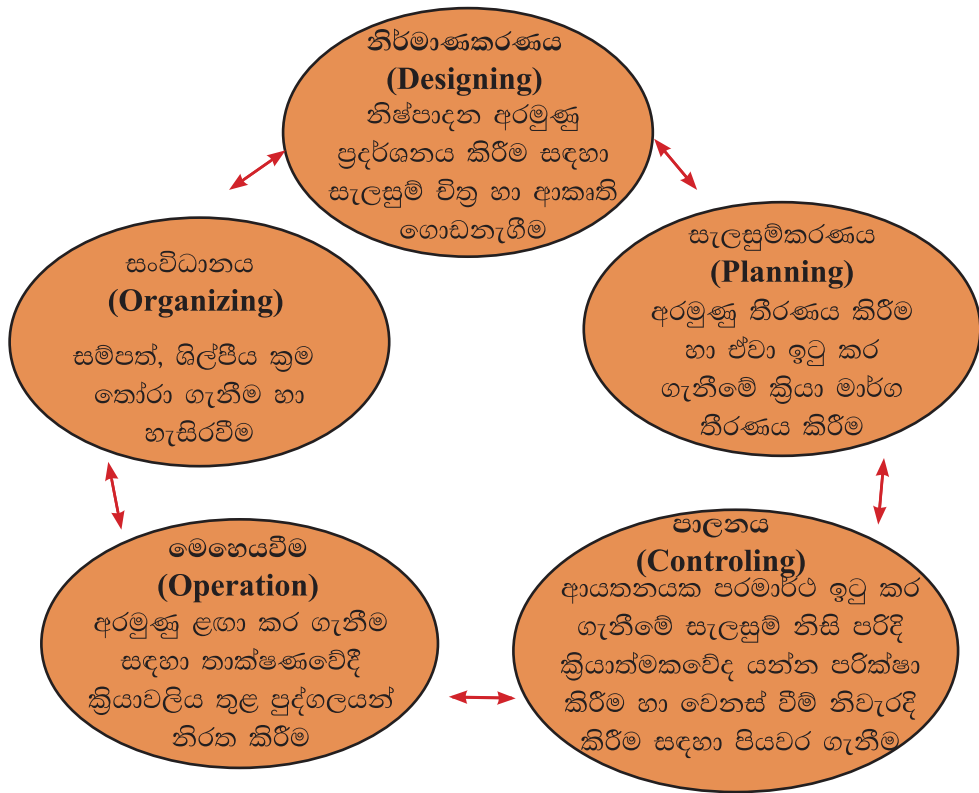 නිර්මාණකරණය
(Designing)
නිෂ්පාදන අරමුණු
ප්‍රදර්ශනය කිරීම සඳහා
සැලසුම් චිත්‍ර හා ආකෘති
ගොඩනැගීම
සැලසුම්කරණය
(Planning)
අරමුණු තීරණය කිරීම
හා ඒවා ඉටු කර
ගැනීමේ ක්‍රියා මාර්ග
තීරණය කිරීම
පාලනය
(Controling)
ආයතනයක පරමාර්ථ ඉටු කර
ගැනීමේ සැලසුම් නිසි පරිදි
ක්‍රියාත්මකවේද යන්න පරික්ෂා
කිරීම හා වෙනස් වීම් නිවැරදි
කිරීම සඳහා පියවර ගැනීම
මෙහෙයවීම
(Operation)
අරමුණු ළඟා කර ගැනීම
සඳහා තාක්ෂණවේදී
ක්‍රියාවලිය තුළ පුද්ගලයන්
නිරත කිරීම
සංවිධානය
(Organizing)
සම්පත්, ශිල්පීය ක්‍රම
තෝරා ගැනීම හා
හැසිරවීම